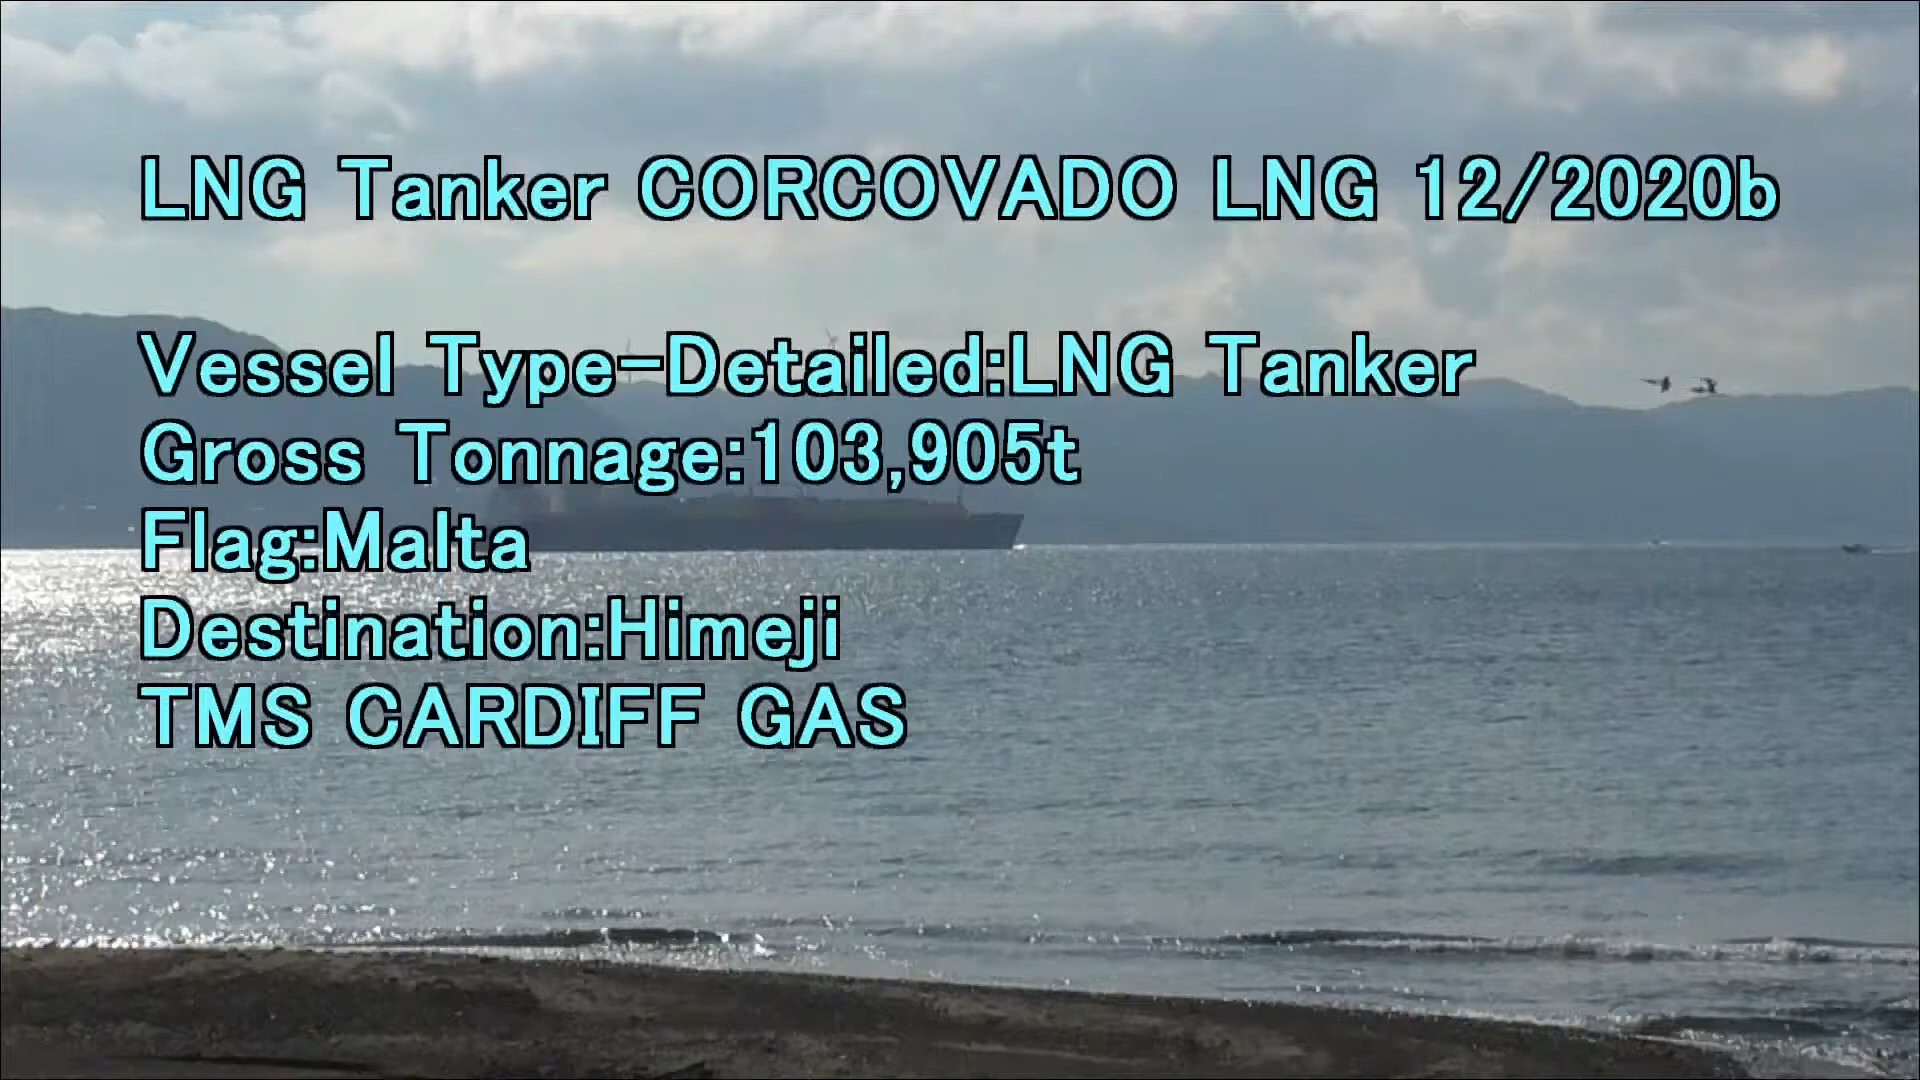 LNG Tanker CORCOVADO LNG 12/2020b
Vessel Type-Detailed:LNG Tanker
Gross Tonnage:103,905t
Flag:Malta
Destination:Himeji
TMS CARDIFF GAS